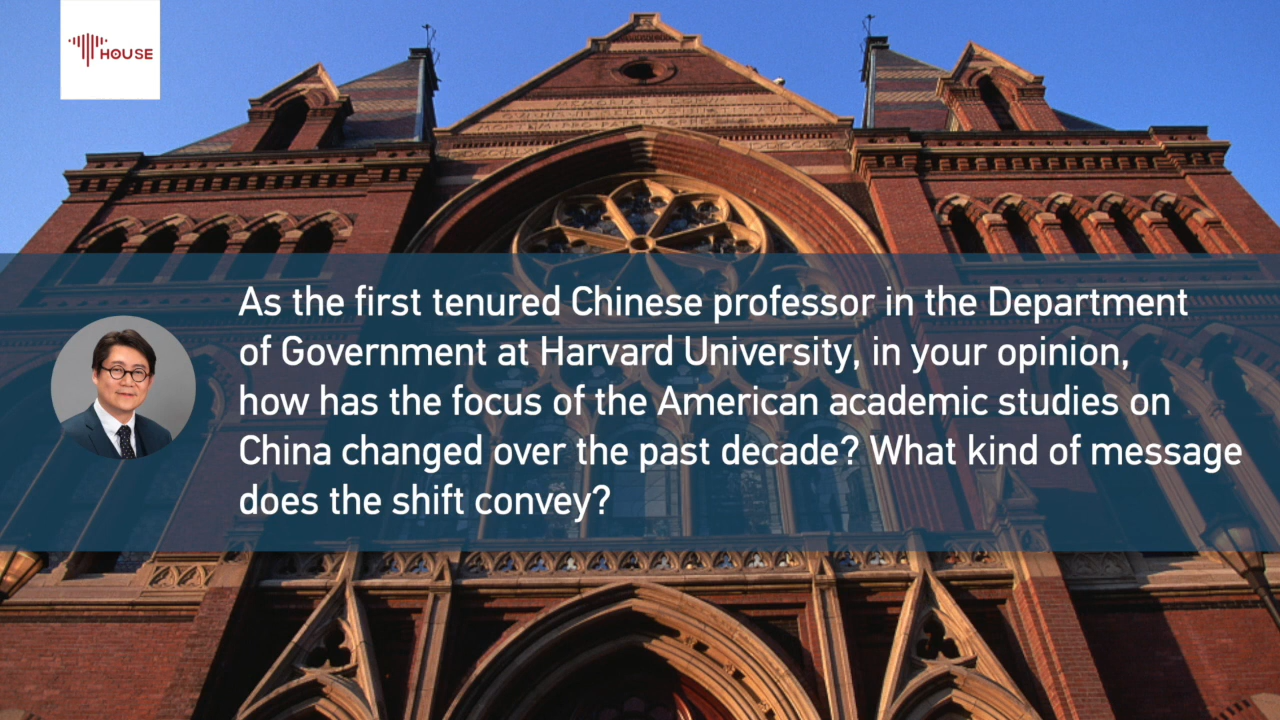 HOUSE
As the first tenured Chinese professor in the Department
of Government at Harvard University, in your opinion,
how has the focus of the American academic studies on
China changed over the past decade? What kind of message
does the shift convey?